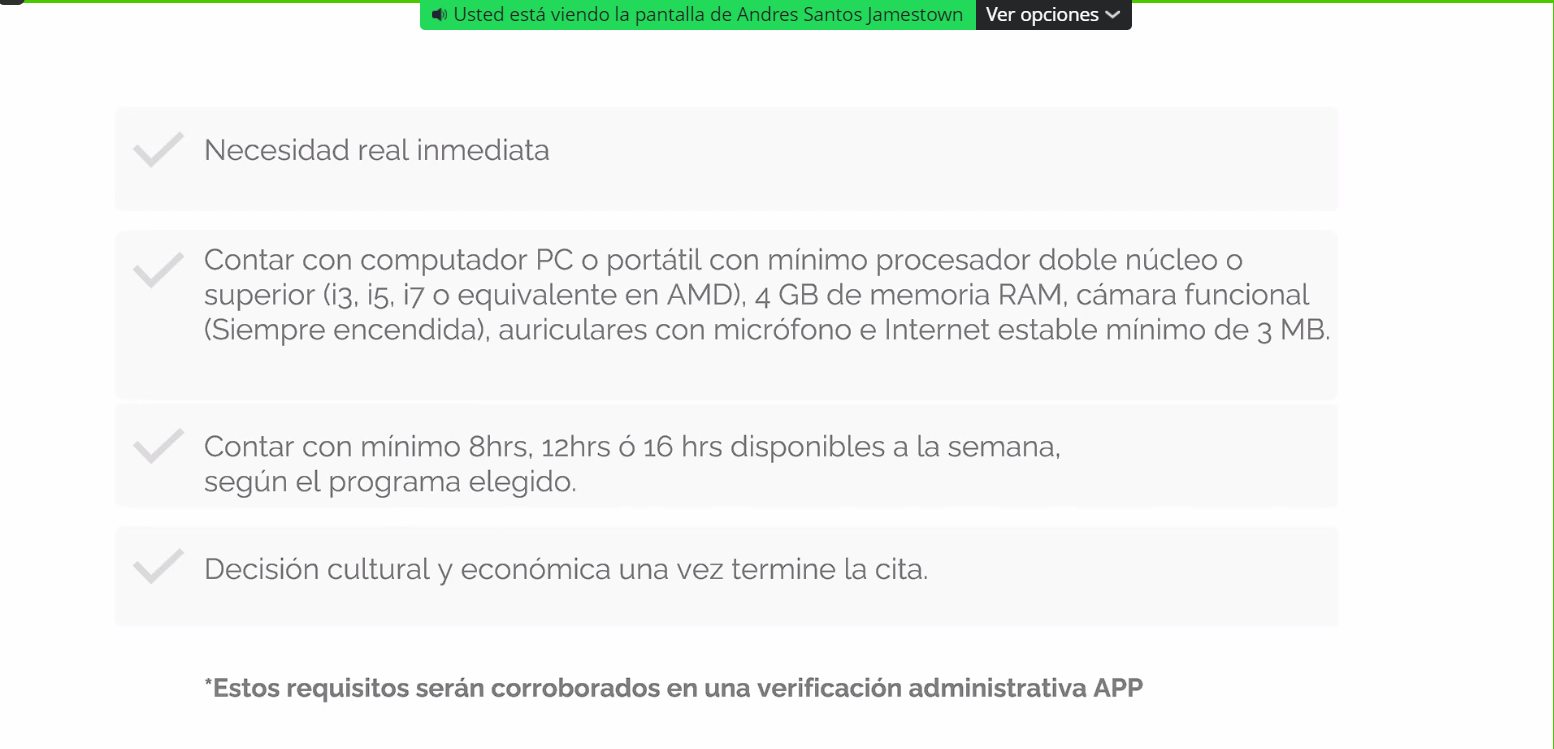 Usted está viendo la pantalla de Andres Santos Jamestown Ver opciones
Necesidad real inmediata
Contar con computador PC o portátil con mínimo procesador doble núcleo o
superior (i3, i5, i7 o equivalente en AMD), 4 GB de memoria RAM, cámara funcional
(Siempre encendida), auriculares con micrófono e Internet estable mínimo de 3 MB.
Contar con mínimo 8hrs, 12hrs ó 16 hrs disponibles a la semana,
según el programa elegido.
Decisión cultural y económica una vez termine la cita.
*Estos requisitos serán corroborados en una verificación administrativa APP